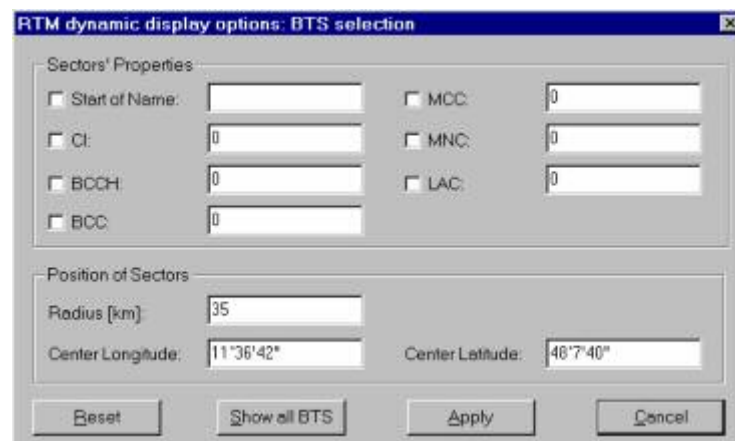 RTM dynamic display options: BTS selection
Sectors' Properties
Start of Name:
MCC: 0
CI: 0
MNC: 0
BCCH: 0
LAC: 0
BCC: 0
Position of Sectors
Radius [km]: 35
Center Longitude: 11°36'42"
Center Latitude: 48°7'40"
Reset
Show all BTS
Apply
Cancel